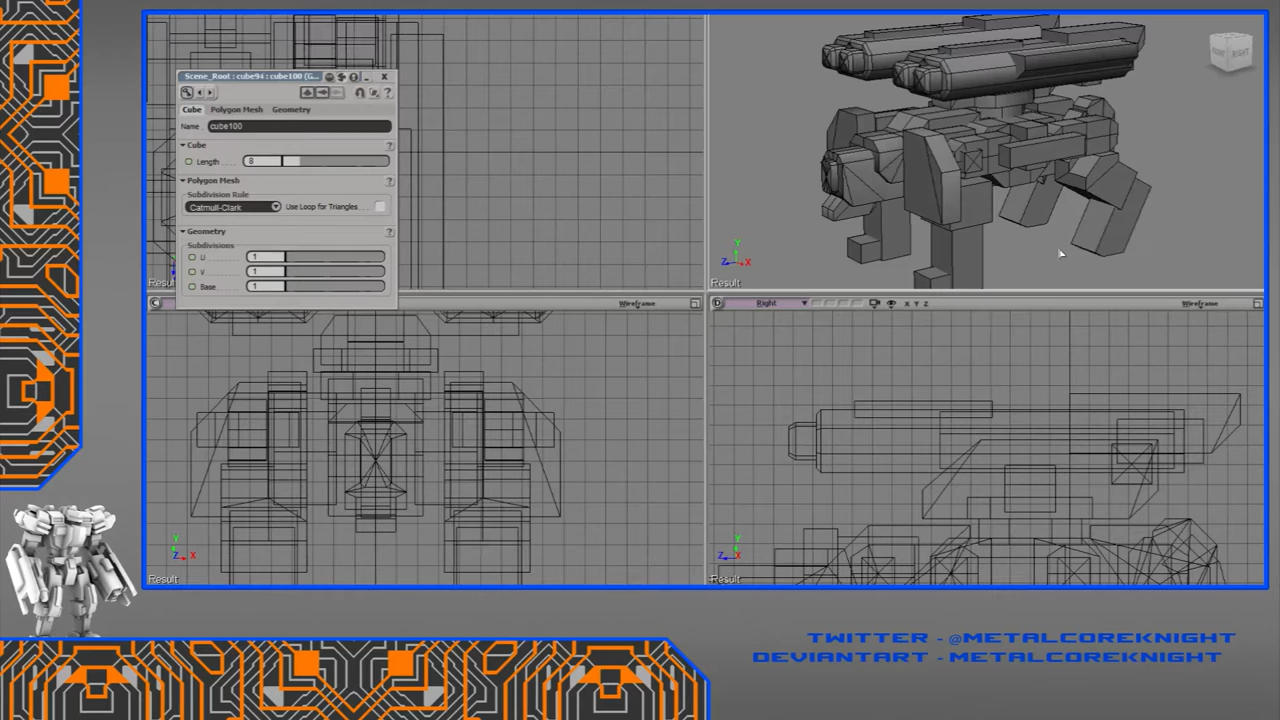 Scene_Root : cube94 : cube100 (G...
Cube Polygon Mesh Geometry
Name cube100
Cube ?
Length 8
Polygon Mesh ?
Subdivision Rule
Catmull-Clark Use Loop for Triangles
Geometry ?
Subdivisions
U 1
V 1
Base 1
Result
RIGHT
Y
Z X
Result
C Wireframe
D Right X Y Z Wireframe
Y
Z X
Result
Y
Z X
Result
TWITTER - @METALCOREKNIGHT
DEVIANTART - METALCOREKNIGHT